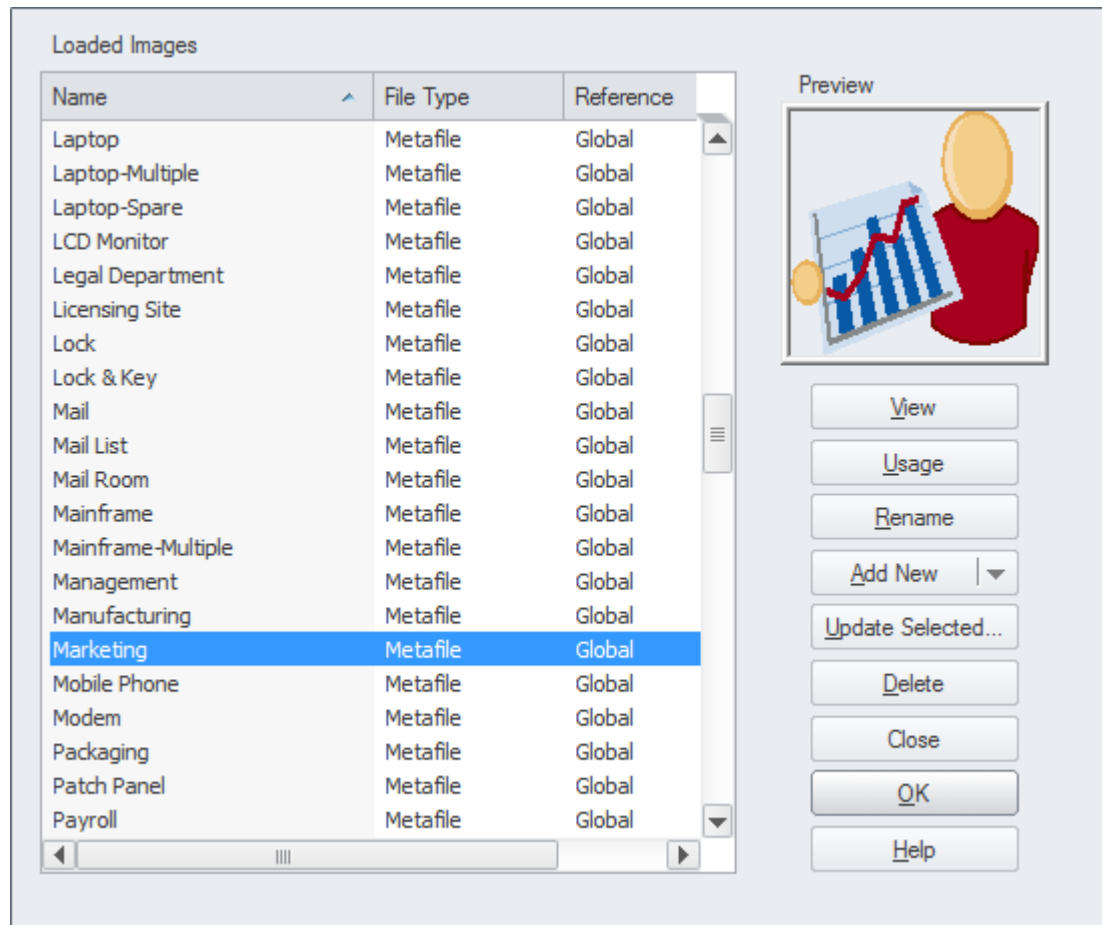 Loaded Images
Name File Type Reference
Laptop Metafile Global
Laptop-Multiple Metafile Global
Laptop-Spare Metafile Global
LCD Monitor Metafile Global
Legal Department Metafile Global
Licensing Site Metafile Global
Lock Metafile Global
Lock & Key Metafile Global
Mail Metafile Global
Mail List Metafile Global
Mail Room Metafile Global
Mainframe Metafile Global
Mainframe-Multiple Metafile Global
Management Metafile Global
Manufacturing Metafile Global
Marketing Metafile Global
Mobile Phone Metafile Global
Modem Metafile Global
Packaging Metafile Global
Patch Panel Metafile Global
Payroll Metafile Global
Preview
View
Usage
Rename
Add New
Update Selected...
Delete
Close
OK
Help